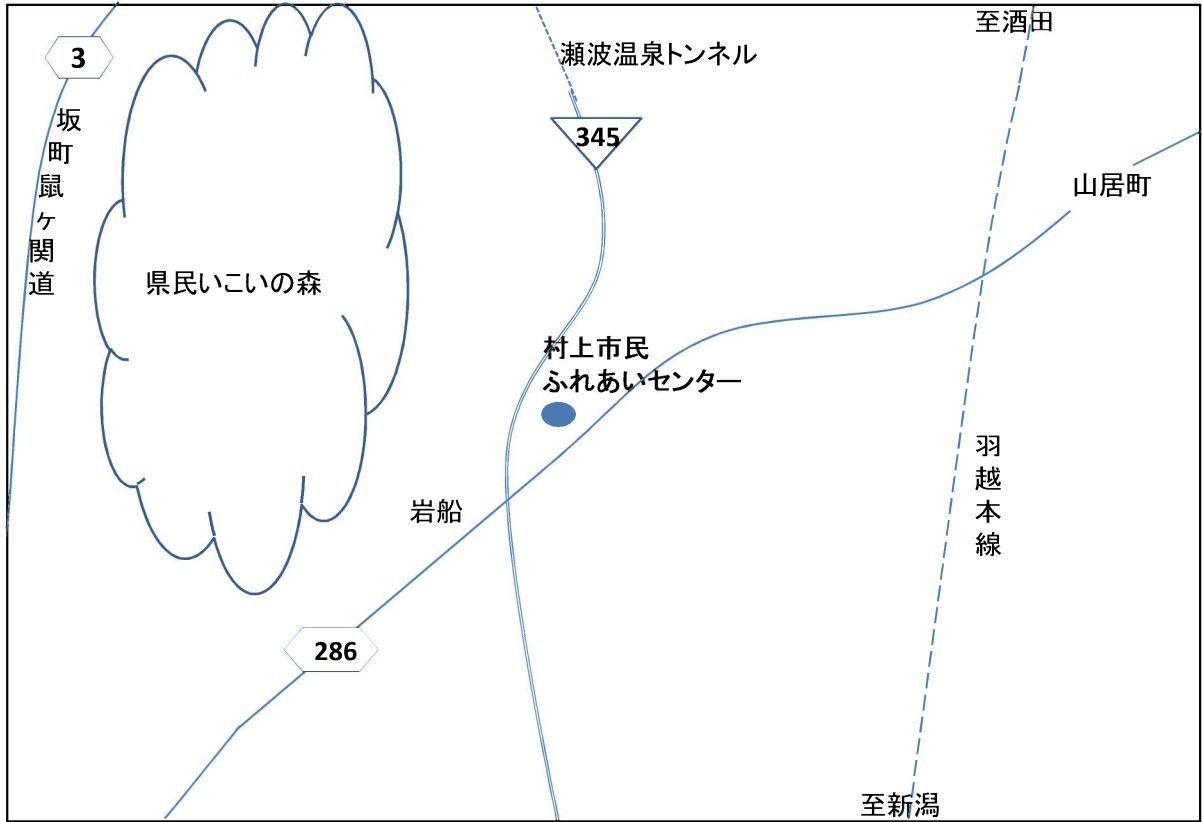 至酒田
3
瀬波温泉トンネル
坂町鼠ヶ関道
345
山居町
県民いこいの森
村上市民
ふれあいセンター
羽越本線
岩船
286
至新潟